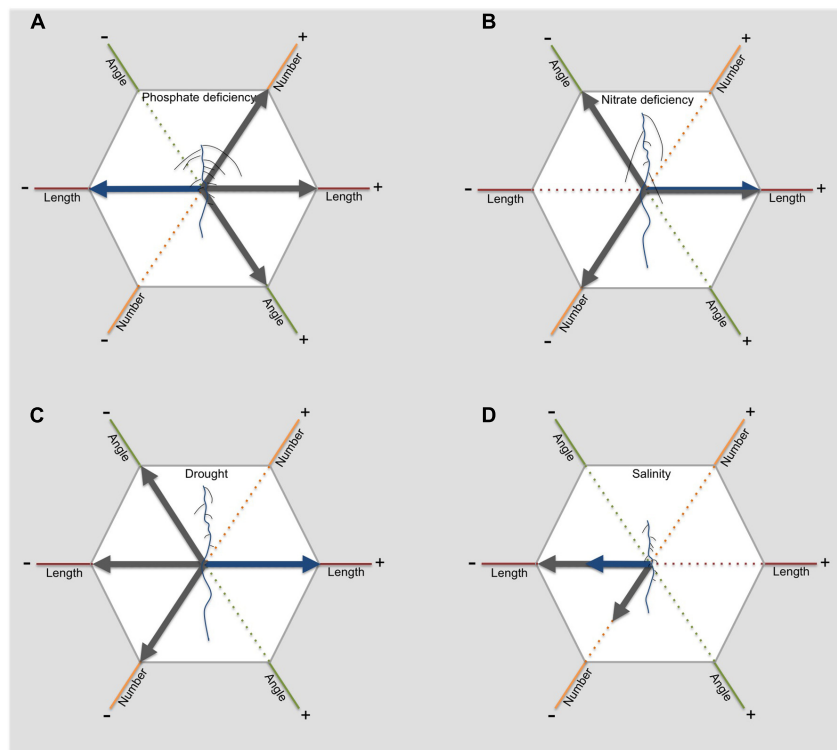 A
-
+
Angle
Number
Phosphate deficiency
-
Length
Length
+
Number
Angle
-
+
B
-
+
Angle
Number
Nitrate deficiency
-
Length
Length
+
Number
Angle
-
+
C
-
+
Angle
Number
Drought
-
Length
Length
+
Number
Angle
-
+
D
-
+
Angle
Number
Salinity
-
Length
Length
+
Number
Angle
-
+